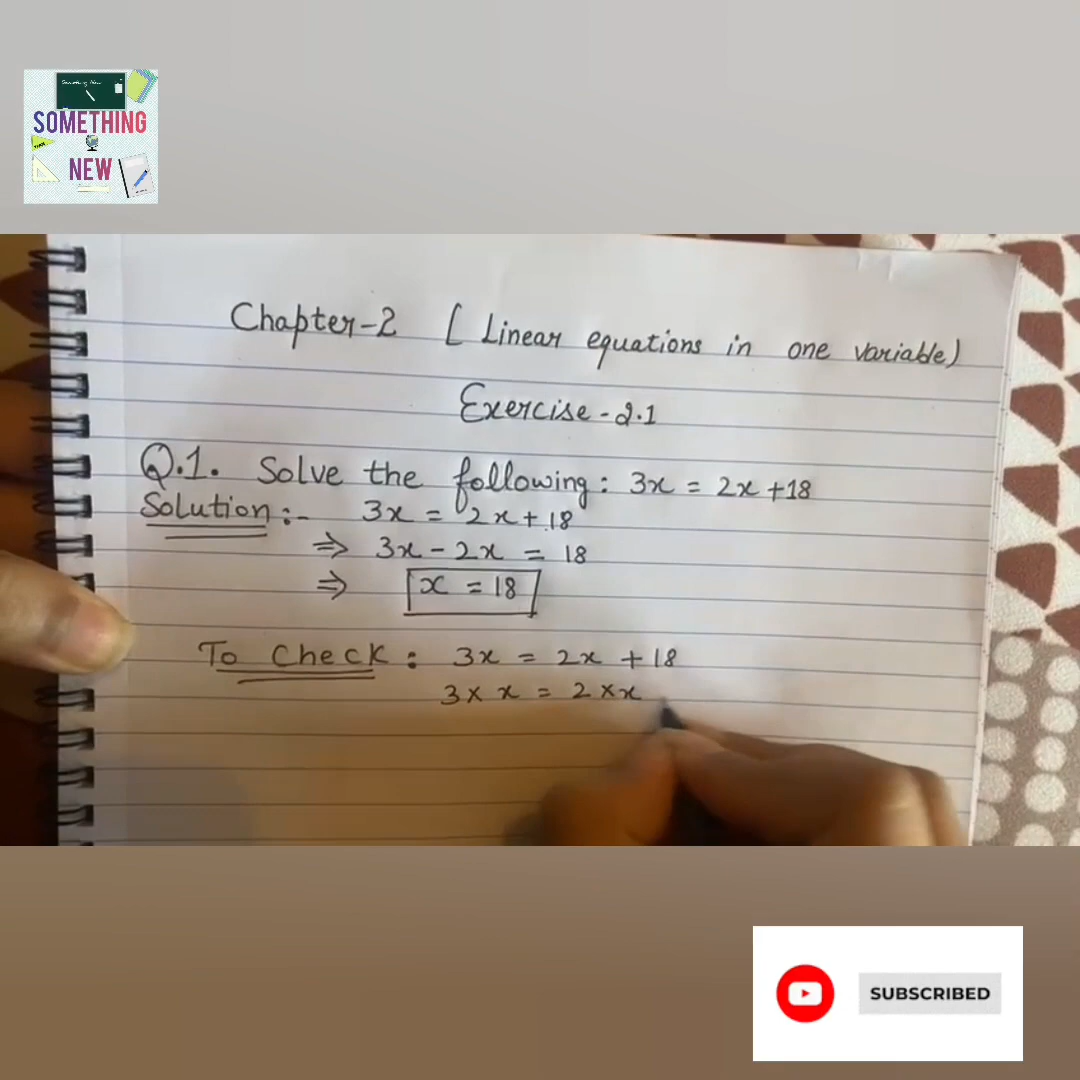 SOMETHING
NEW
Chapter-2 [ Linear equations in one variable)
Exercise-2.1
Q.1. Solve the following: 3x = 2x +18
Solution:- 3x = 2x + 18
⇒ 3x - 2x = 18
⇒ x = 18
To Check : 3x = 2x + 18
3 × x = 2 × x
SUBSCRIBED